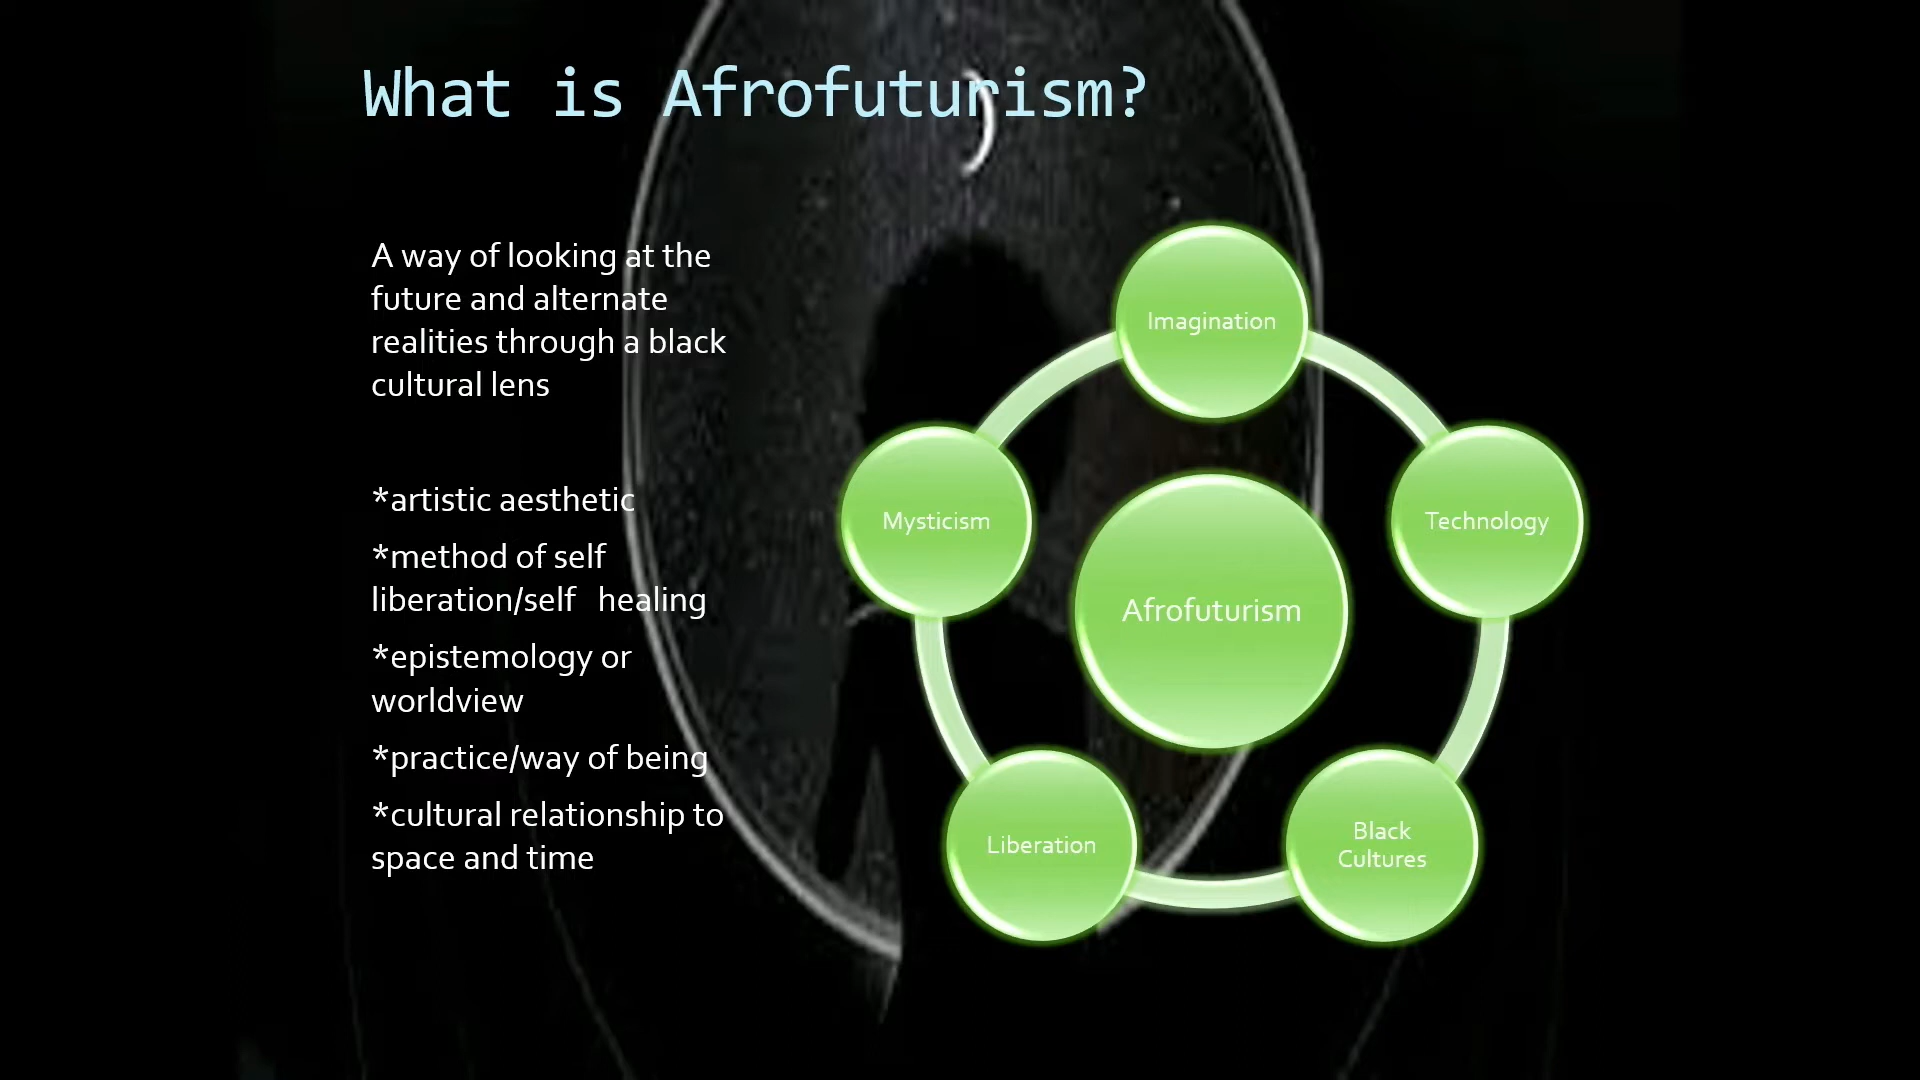 What is Afrofuturism?
A way of looking at the
future and alternate
realities through a black
cultural lens
*artistic aesthetic
*method of self
liberation/self   healing
*epistemology or
worldview
*practice/way of being
*cultural relationship to
space and time
Imagination
Technology
Black
Cultures
Liberation
Mysticism
Afrofuturism